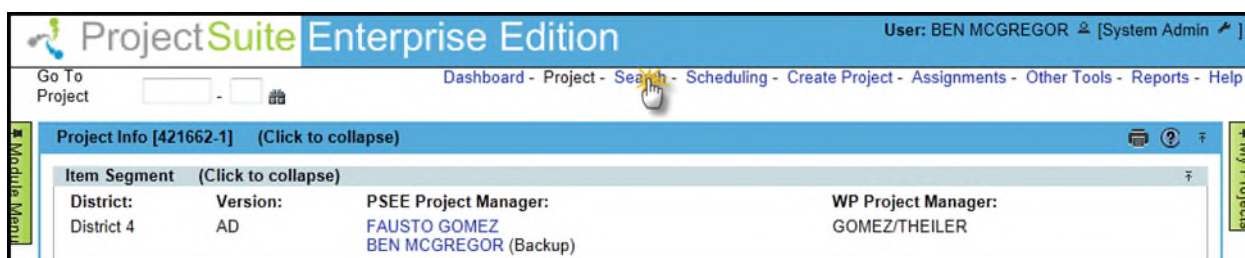 ProjectSuite Enterprise Edition
User: BEN MCGREGOR [System Admin ]
Go To
Project -
Dashboard - Project - Search - Scheduling - Create Project - Assignments - Other Tools - Reports - Help
Module Menu
Project Info [421662-1] (Click to collapse)
+ My Projects
Item Segment (Click to collapse)
District: Version: PSEE Project Manager: WP Project Manager:
District 4 AD FAUSTO GOMEZ GOMEZ/THEILER
BEN MCGREGOR (Backup)